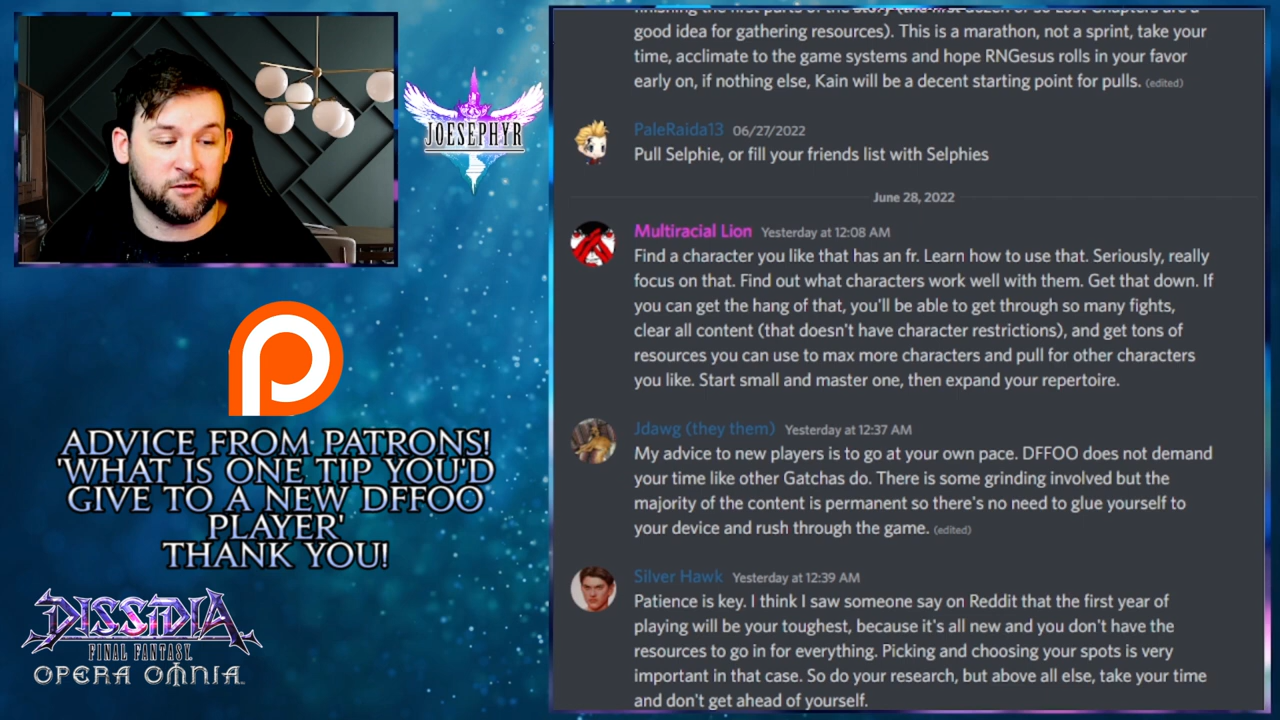 JOESEPHYR
ADVICE FROM PATRONS!
'WHAT IS ONE TIP YOU'D
GIVE TO A NEW DFFOO
PLAYER'
THANK YOU!
DISSIDIA
FINAL FANTASY
OPERA OMNIA
good idea for gathering resources). This is a marathon, not a sprint, take your
time, acclimate to the game systems and hope RNGesus rolls in your favor
early on, if nothing else, Kain will be a decent starting point for pulls. (edited)
PaleRaida13 06/27/2022
Pull Selphie, or fill your friends list with Selphies
June 28, 2022
Multiracial Lion Yesterday at 12:08 AM
Find a character you like that has an fr. Learn how to use that. Seriously, really
focus on that. Find out what characters work well with them. Get that down. If
you can get the hang of that, you'll be able to get through so many fights,
clear all content (that doesn't have character restrictions), and get tons of
resources you can use to max more characters and pull for other characters
you like. Start small and master one, then expand your repertoire.
Jdawg (they them) Yesterday at 12:37 AM
My advice to new players is to go at your own pace. DFFOO does not demand
your time like other Gatchas do. There is some grinding involved but the
majority of the content is permanent so there's no need to glue yourself to
your device and rush through the game. (edited)
Silver Hawk Yesterday at 12:39 AM
Patience is key. I think I saw someone say on Reddit that the first year of
playing will be your toughest, because it's all new and you don't have the
resources to go in for everything. Picking and choosing your spots is very
important in that case. So do your research, but above all else, take your time
and don't get ahead of yourself.